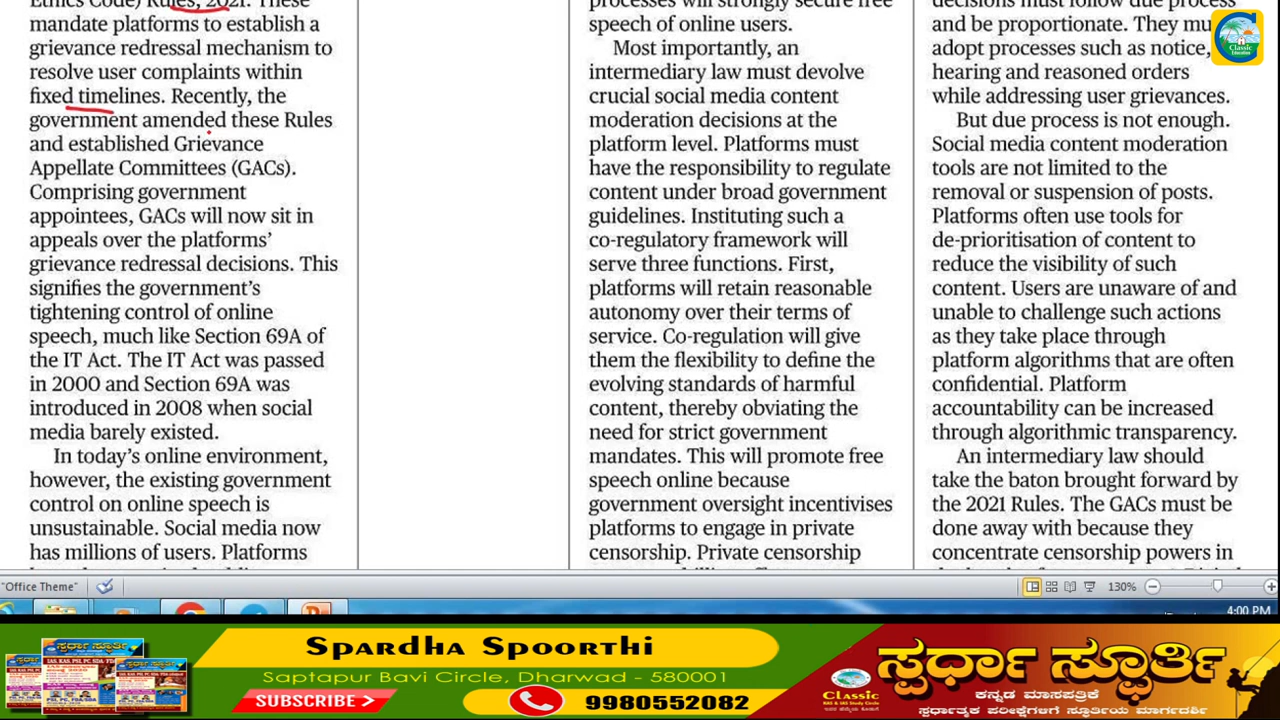 Ethics Code) Rules, 2021. These
mandate platforms to establish a
grievance redressal mechanism to
resolve user complaints within
fixed timelines. Recently, the
government amended these Rules
and established Grievance
Appellate Committees (GACs).
Comprising government
appointees, GACs will now sit in
appeals over the platforms’
grievance redressal decisions. This
signifies the government’s
tightening control of online
speech, much like Section 69A of
the IT Act. The IT Act was passed
in 2000 and Section 69A was
introduced in 2008 when social
media barely existed.
In today’s online environment,
however, the existing government
control on online speech is
unsustainable. Social media now
has millions of users. Platforms
processes will strongly secure free
speech of online users.
Most importantly, an
intermediary law must devolve
crucial social media content
moderation decisions at the
platform level. Platforms must
have the responsibility to regulate
content under broad government
guidelines. Instituting such a
co-regulatory framework will
serve three functions. First,
platforms will retain reasonable
autonomy over their terms of
service. Co-regulation will give
them the flexibility to define the
evolving standards of harmful
content, thereby obviating the
need for strict government
mandates. This will promote free
speech online because
government oversight incentivises
platforms to engage in private
censorship. Private censorship
decisions must follow due process
and be proportionate. They mu
adopt processes such as notice,
hearing and reasoned orders
while addressing user grievances.
But due process is not enough.
Social media content moderation
tools are not limited to the
removal or suspension of posts.
Platforms often use tools for
de-prioritisation of content to
reduce the visibility of such
content. Users are unaware of and
unable to challenge such actions
as they take place through
platform algorithms that are often
confidential. Platform
accountability can be increased
through algorithmic transparency.
An intermediary law should
take the baton brought forward by
the 2021 Rules. The GACs must be
done away with because they
concentrate censorship powers in
Classic
"Office Theme"
130%
4:00 PM
Spardha Spoorthi
Saptapur Bavi Circle, Dharwad - 580001
SUBSCRIBE >
9980552082
Classic
ಸ್ಪರ್ಧಾ ಸ್ಫೂರ್ತಿ
ಕನ್ನಡ ಮಾಸಪತ್ರಿಕೆ
ಸ್ಪರ್ಧಾತ್ಮಕ ಪರೀಕ್ಷೆಗಳಿಗೆ ಸ್ಫೂರ್ತಿಯ ಮಾರ್ಗದರ್ಶಿ